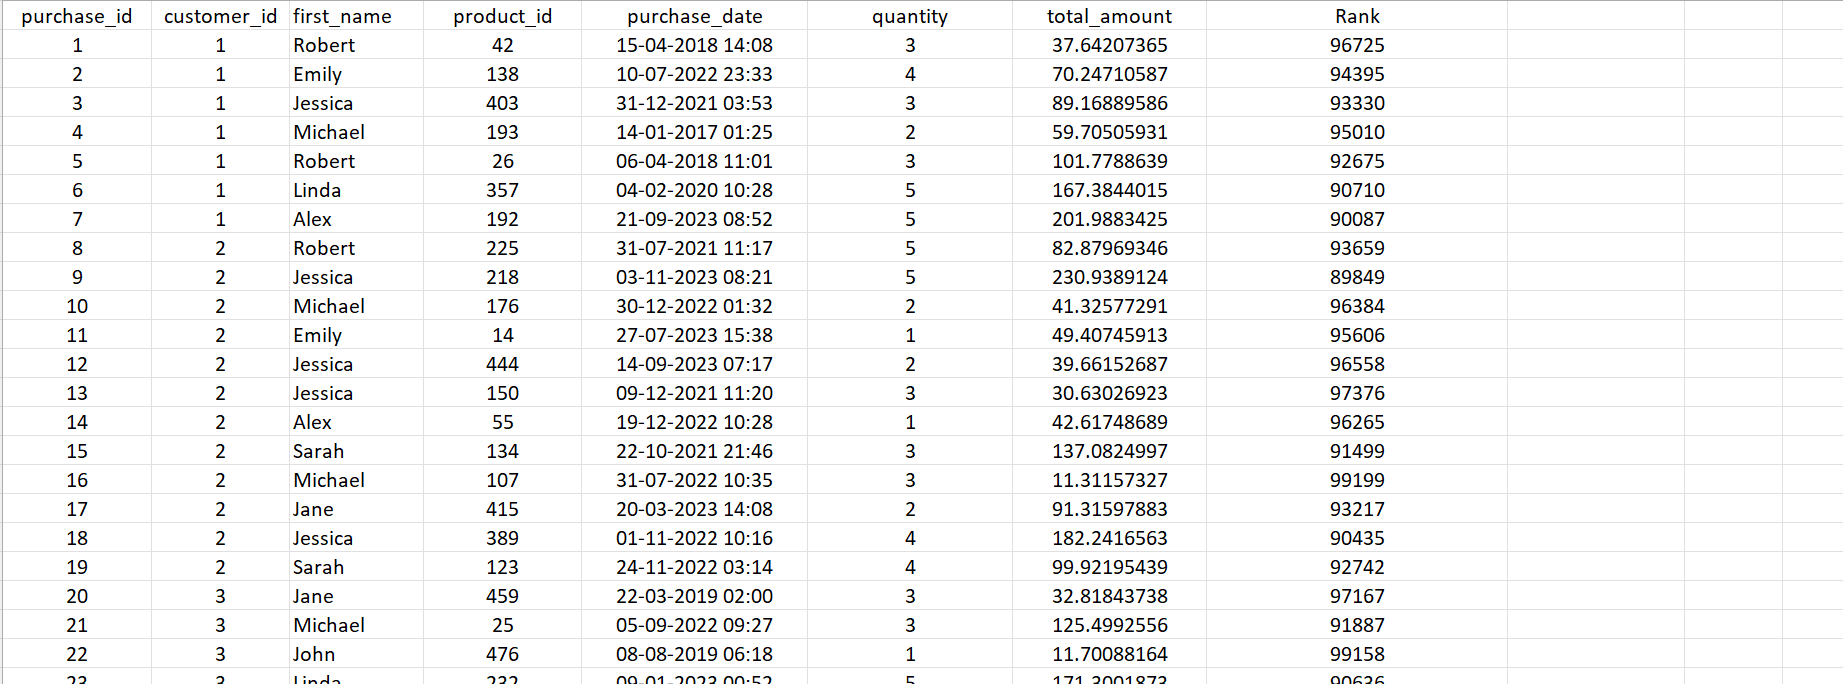 purchase_id customer_id first_name product_id purchase_date quantity total_amount Rank
1 1 Robert 42 15-04-2018 14:08 3 37.64207365 96725
2 1 Emily 138 10-07-2022 23:33 4 70.24710587 94395
3 1 Jessica 403 31-12-2021 03:53 3 89.16889586 93330
4 1 Michael 193 14-01-2017 01:25 2 59.70505931 95010
5 1 Robert 26 06-04-2018 11:01 3 101.7788639 92675
6 1 Linda 357 04-02-2020 10:28 5 167.3844015 90710
7 1 Alex 192 21-09-2023 08:52 5 201.9883425 90087
8 2 Robert 225 31-07-2021 11:17 5 82.87969346 93659
9 2 Jessica 218 03-11-2023 08:21 5 230.9389124 89849
10 2 Michael 176 30-12-2022 01:32 2 41.32577291 96384
11 2 Emily 14 27-07-2023 15:38 1 49.40745913 95606
12 2 Jessica 444 14-09-2023 07:17 2 39.66152687 96558
13 2 Jessica 150 09-12-2021 11:20 3 30.63026923 97376
14 2 Alex 55 19-12-2022 10:28 1 42.61748689 96265
15 2 Sarah 134 22-10-2021 21:46 3 137.0824997 91499
16 2 Michael 107 31-07-2022 10:35 3 11.31157327 99199
17 2 Jane 415 20-03-2023 14:08 2 91.31597883 93217
18 2 Jessica 389 01-11-2022 10:16 4 182.2416563 90435
19 2 Sarah 123 24-11-2022 03:14 4 99.92195439 92742
20 3 Jane 459 22-03-2019 02:00 3 32.81843738 97167
21 3 Michael 25 05-09-2022 09:27 3 125.4992556 91887
22 3 John 476 08-08-2019 06:18 1 11.70088164 99158
23 3 Linda 232 09-01-2023 00:52 5 171.3001873 90636